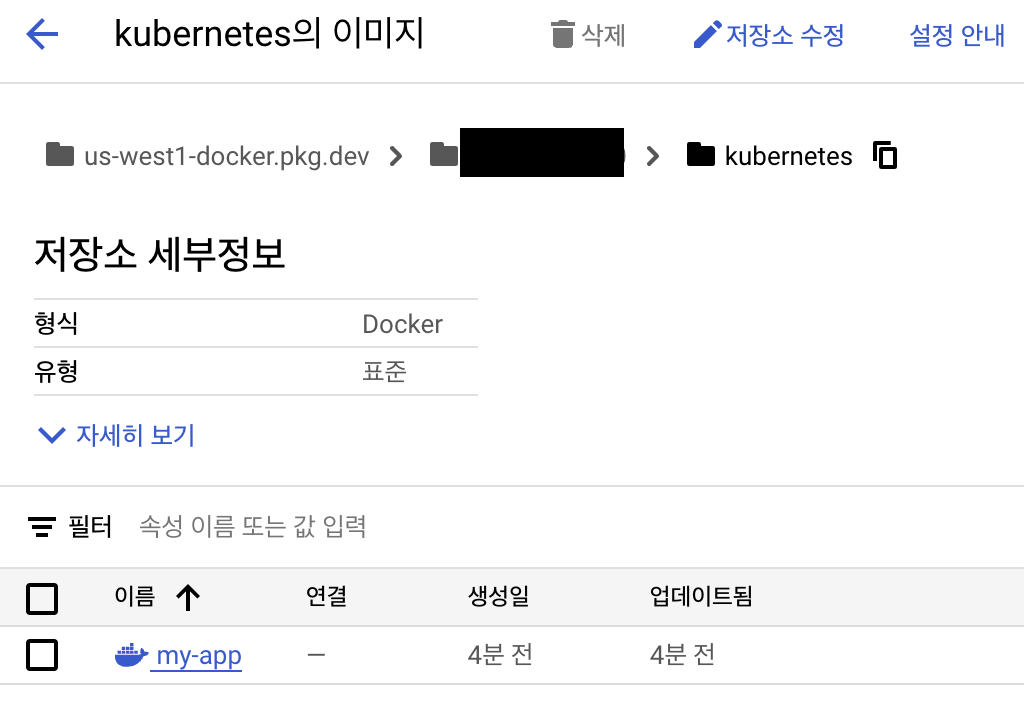 kubernetes의 이미지 삭제 저장소 수정 설정 안내
us-west1-docker.pkg.dev kubernetes
저장소 세부정보
형식 Docker
유형 표준
자세히 보기
필터 속성 이름 또는 값 입력
이름 연결 생성일 업데이트됨
my-app — 4분 전 4분 전